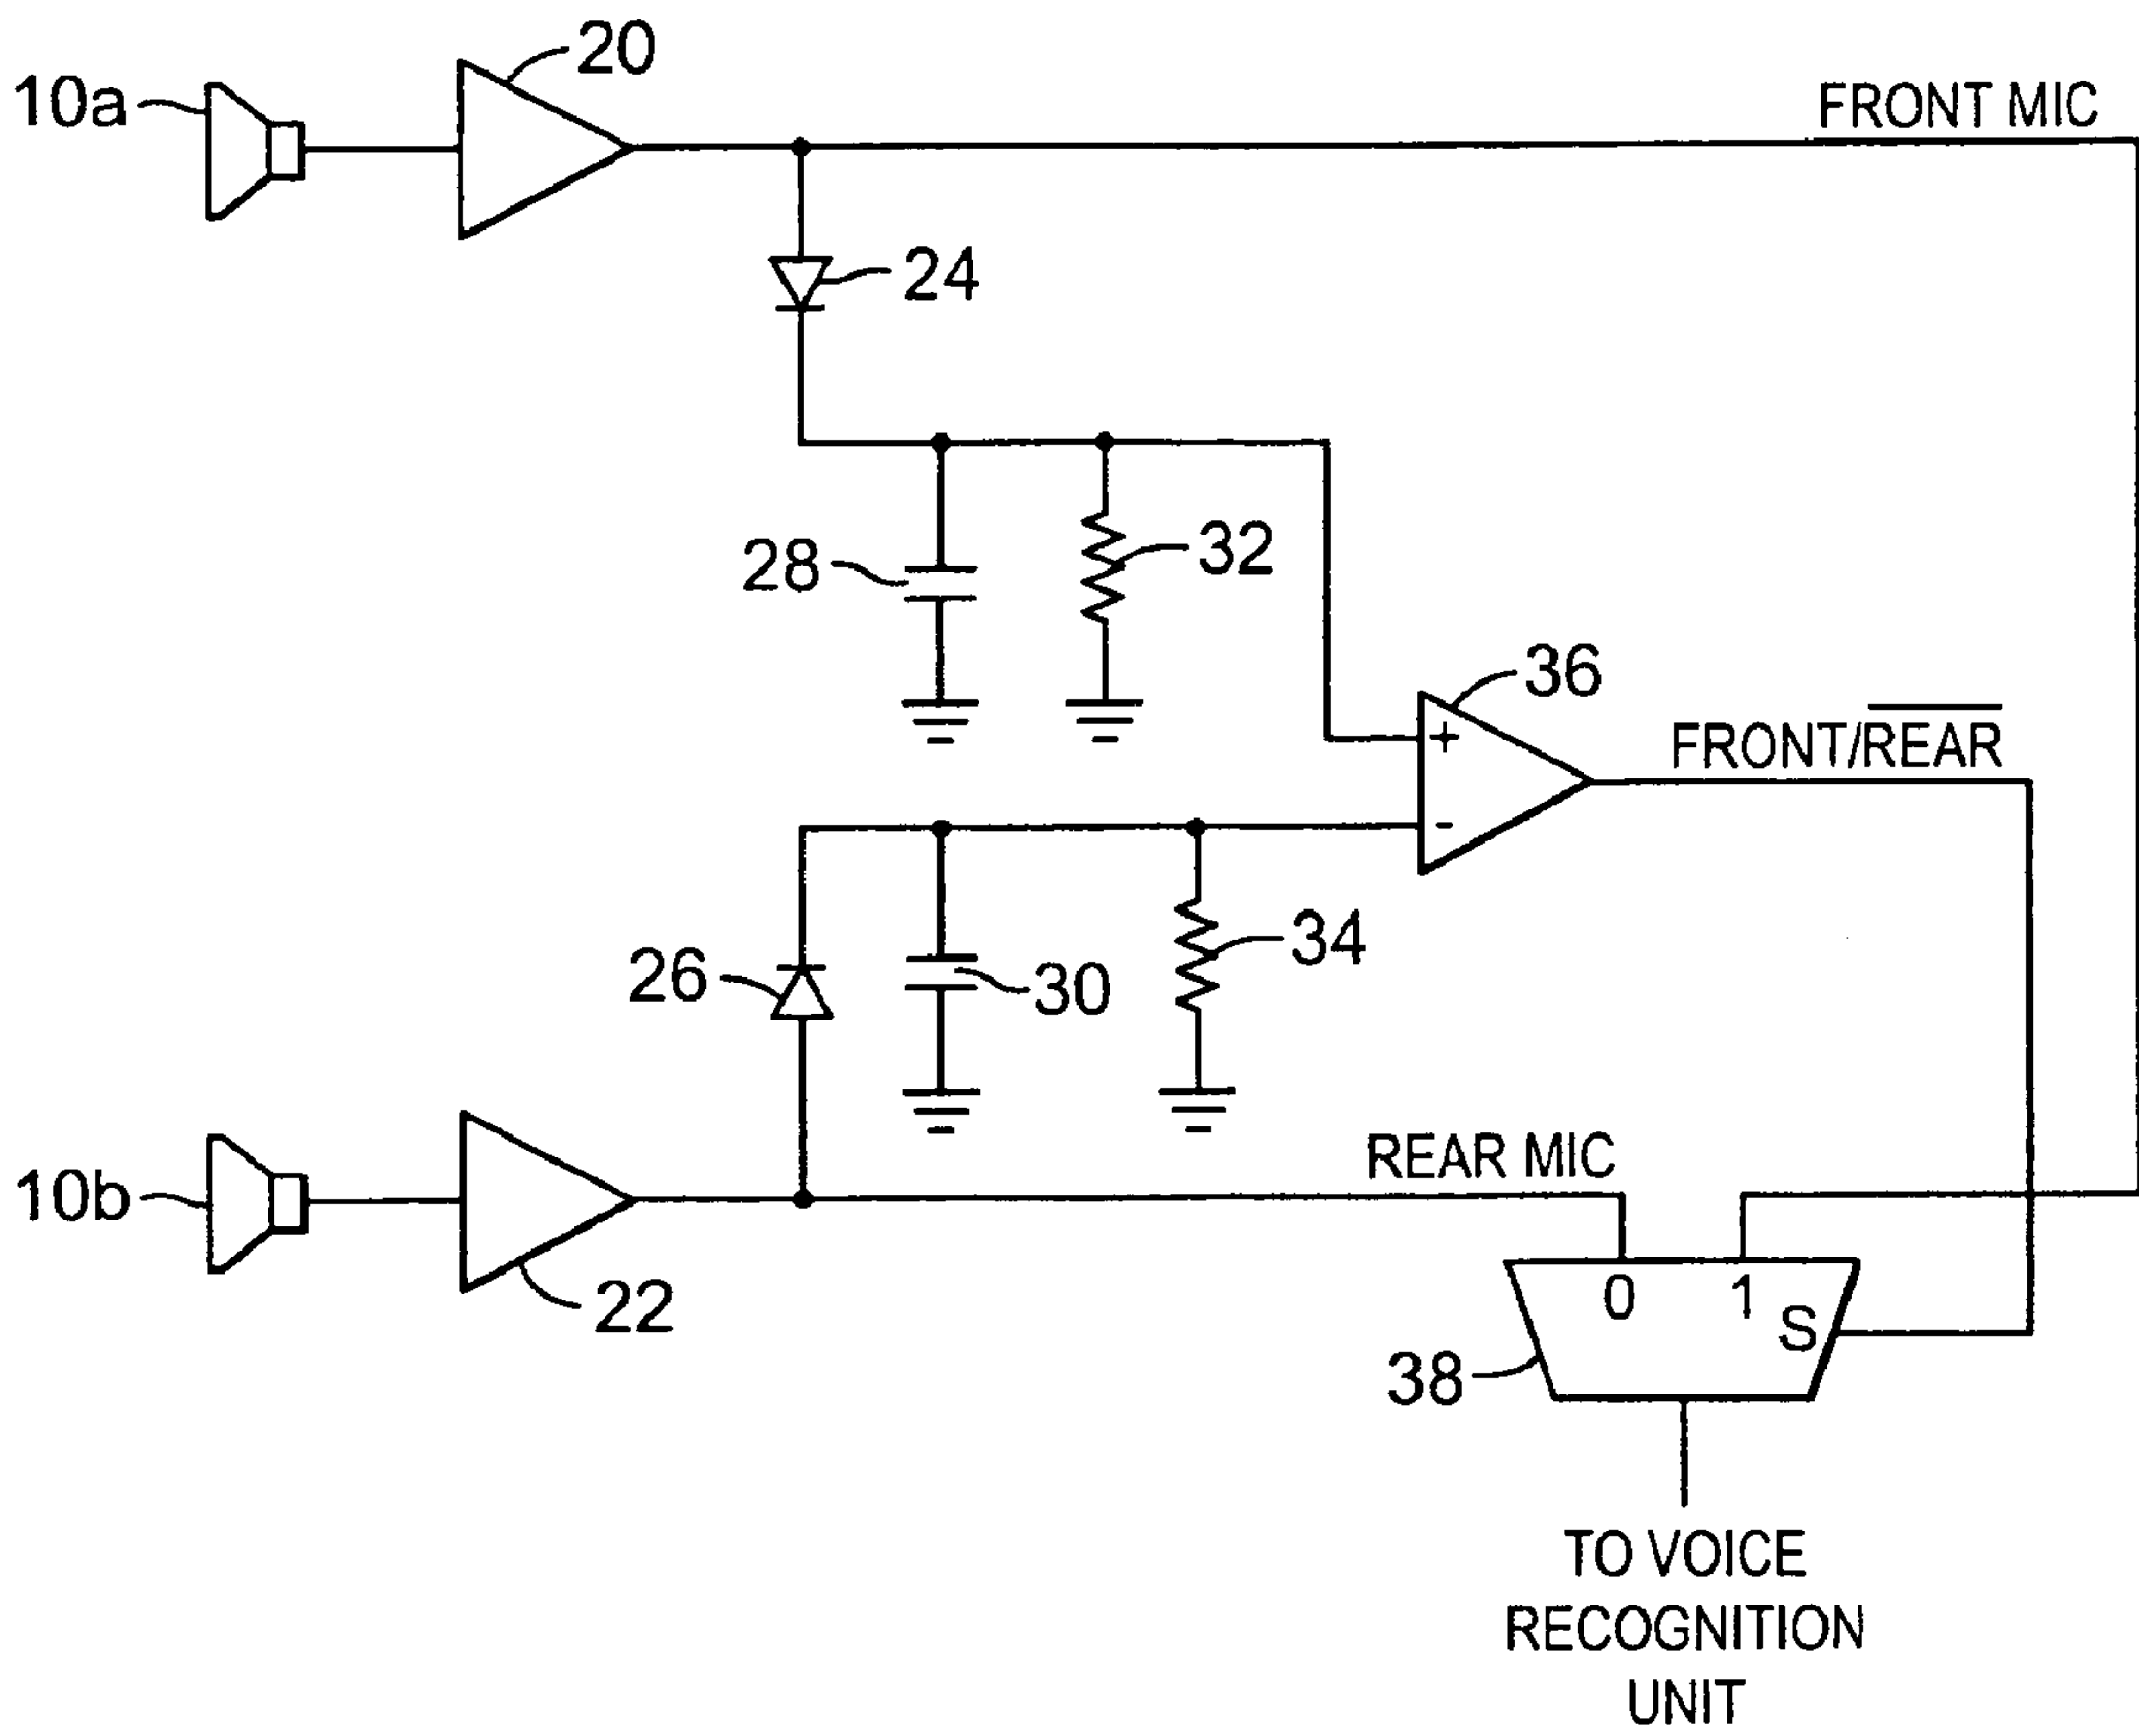 20
10a
FRONT MIC
24
28
32
36
+
FRONT/REAR
-
26
30
34
REAR MIC
10b
22
0 1
S
38
TO VOICE
RECOGNITION
UNIT